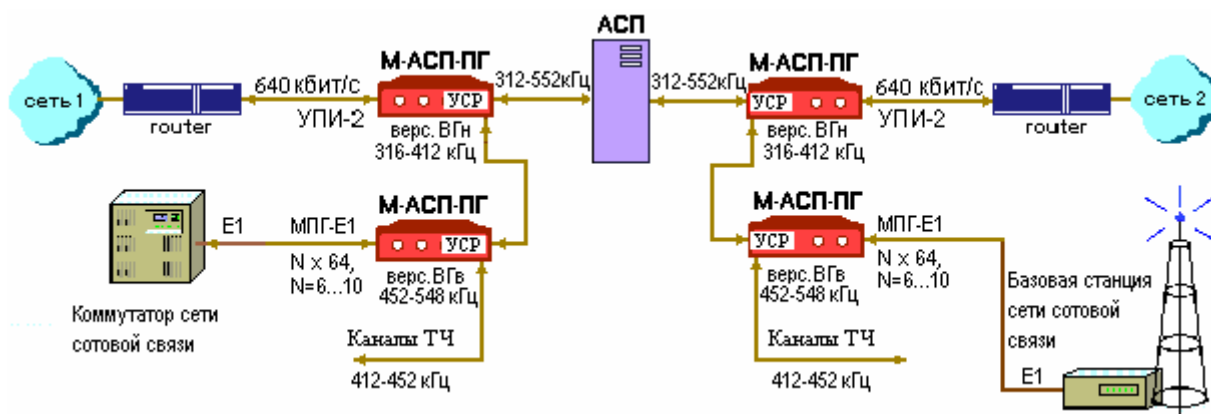 АСП
М-АСП-ПГ
640 кбит/с
312-552кГц
312-552кГц
М-АСП-ПГ
640 кбит/с
сеть 1
УСР
УСР
сеть 2
router
УПИ-2
верс. ВГн
316-412 кГц
верс. ВГн
316-412 кГц
УПИ-2
router
М-АСП-ПГ
М-АСП-ПГ
Е1
МПГ-Е1
УСР
УСР
МПГ-Е1
N x 64,
N=6...10
верс.ВГв
452-548 кГц
верс.ВГв
452-548 кГц
N x 64,
N=6...10
Базовая станция
сети сотовой
связи
Коммутатор сети
сотовой связи
Каналы ТЧ
412-452 кГц
Каналы ТЧ
412-452 кГц
Е1